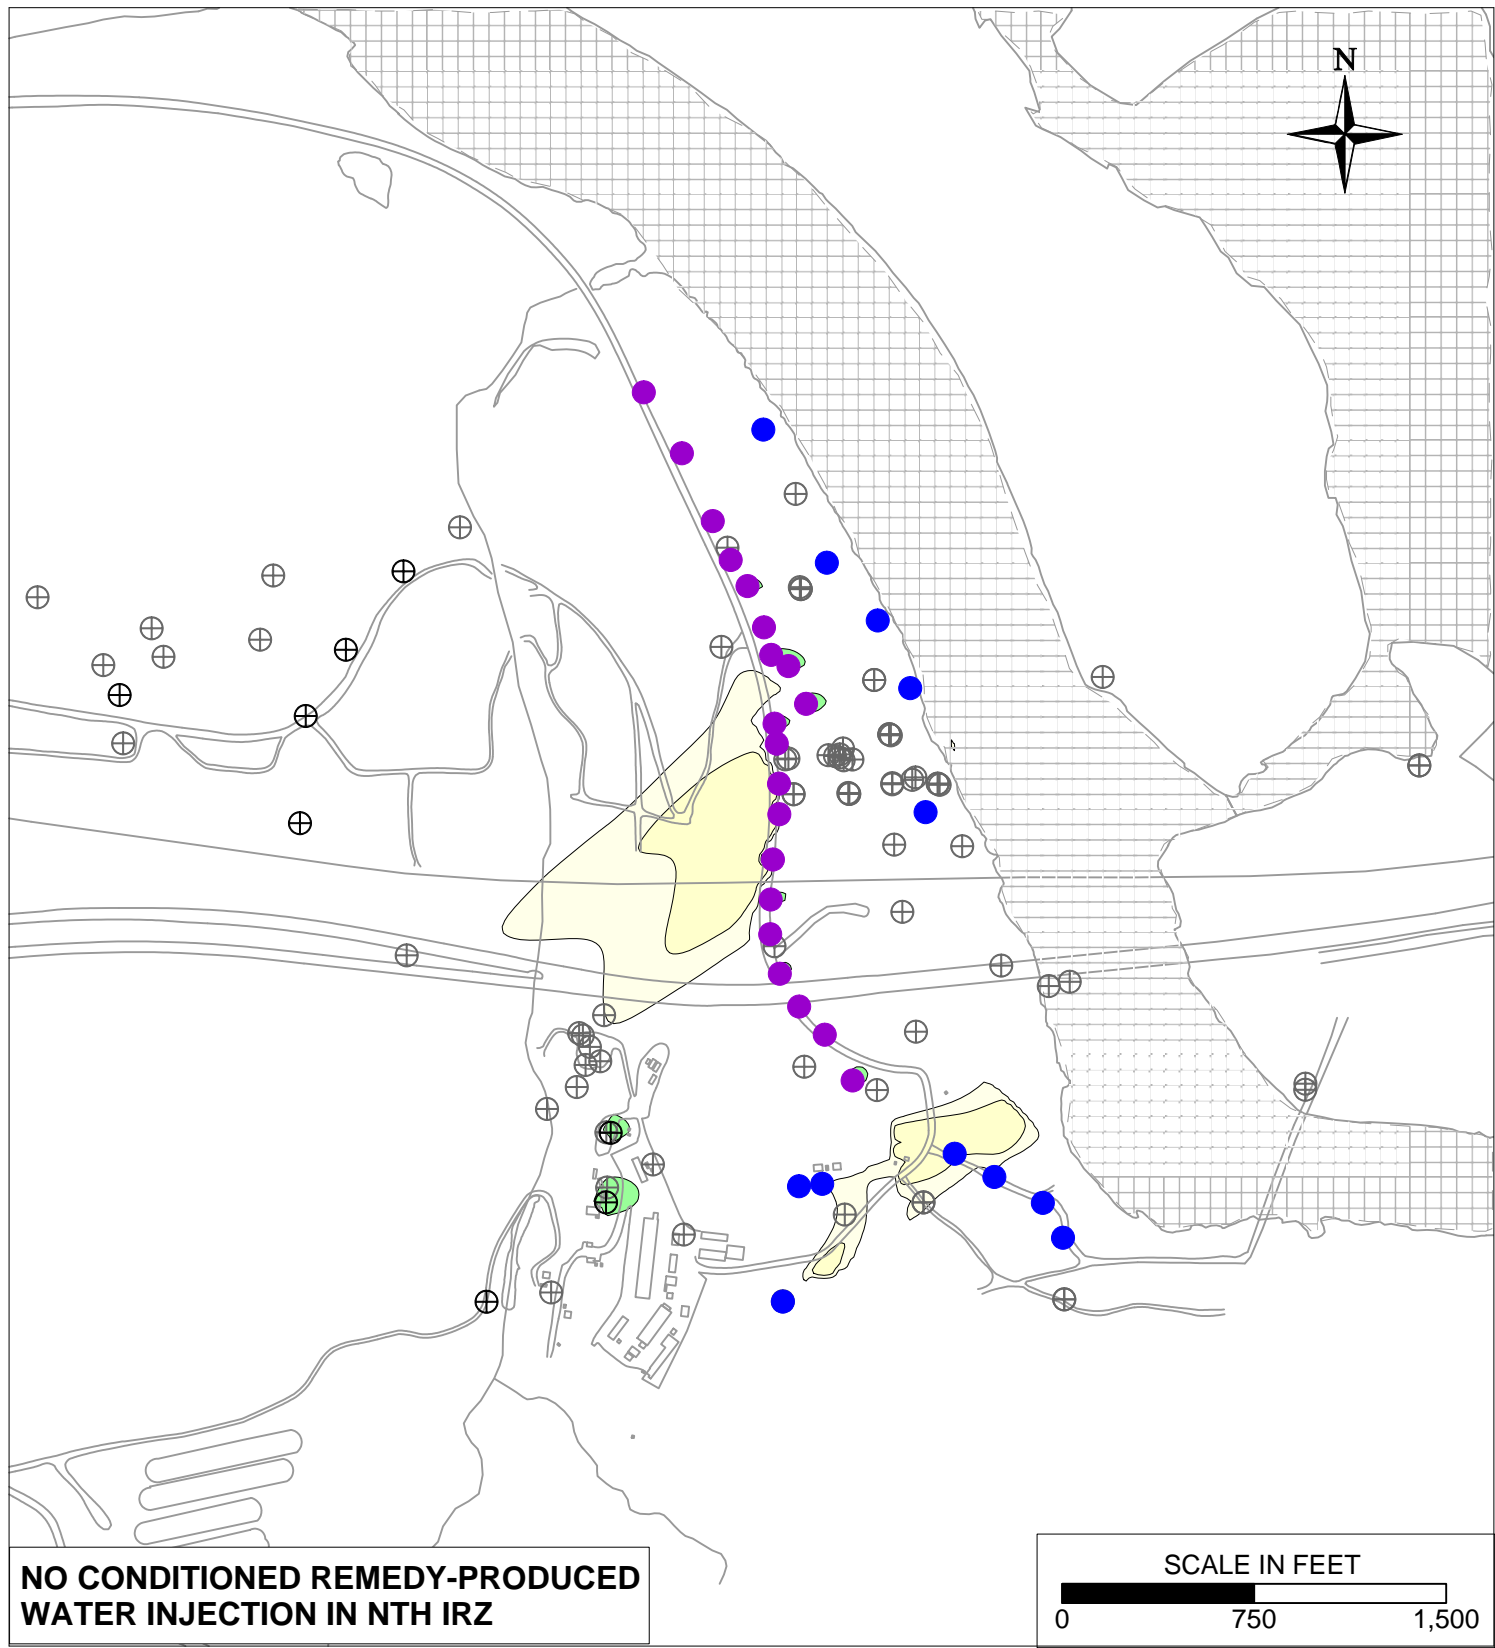 N
NO CONDITIONED REMEDY-PRODUCED
WATER INJECTION IN NTH IRZ
SCALE IN FEET
0 750 1,500